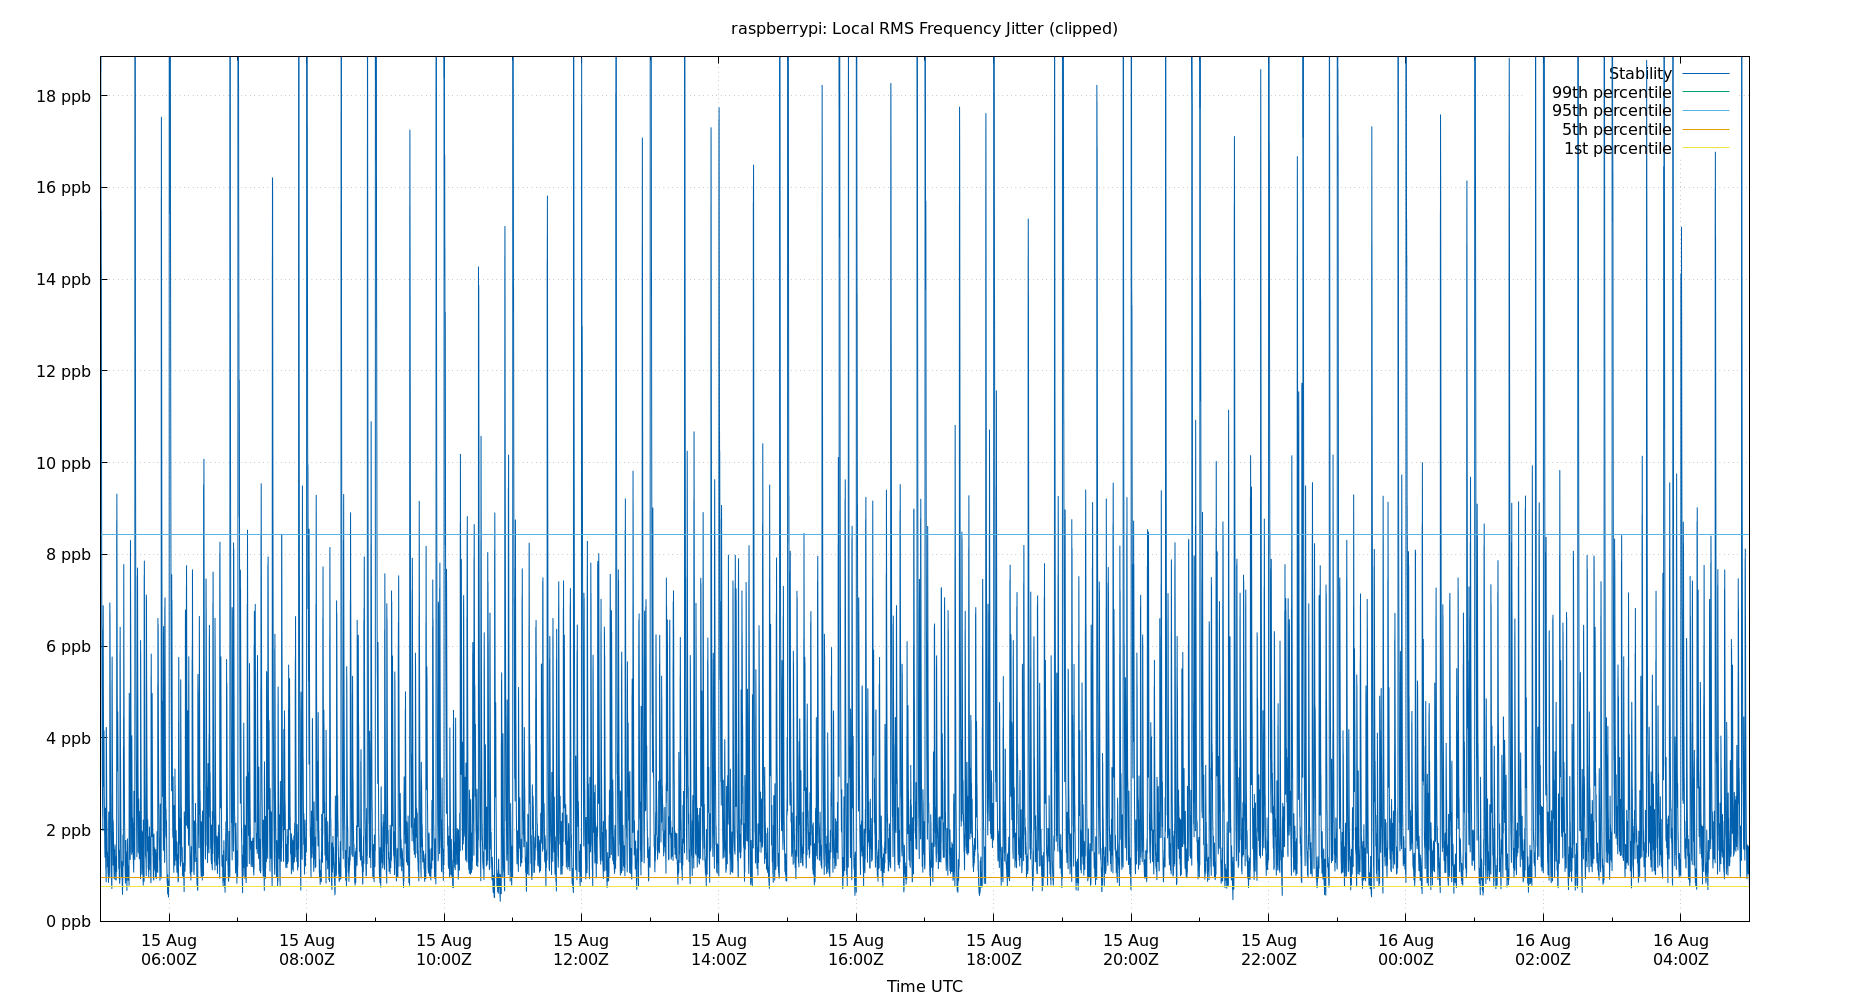 raspberrypi: Local RMS Frequency Jitter (clipped)
18 ppb
16 ppb
14 ppb
12 ppb
10 ppb
8 ppb
6 ppb
4 ppb
2 ppb
0 ppb
Stability
99th percentile
95th percentile
5th percentile
1st percentile
15 Aug 15 Aug 15 Aug 15 Aug 15 Aug 15 Aug 15 Aug 15 Aug 15 Aug 16 Aug 16 Aug 16 Aug
06:00Z 08:00Z 10:00Z 12:00Z 14:00Z 16:00Z 18:00Z 20:00Z 22:00Z 00:00Z 02:00Z 04:00Z
Time UTC